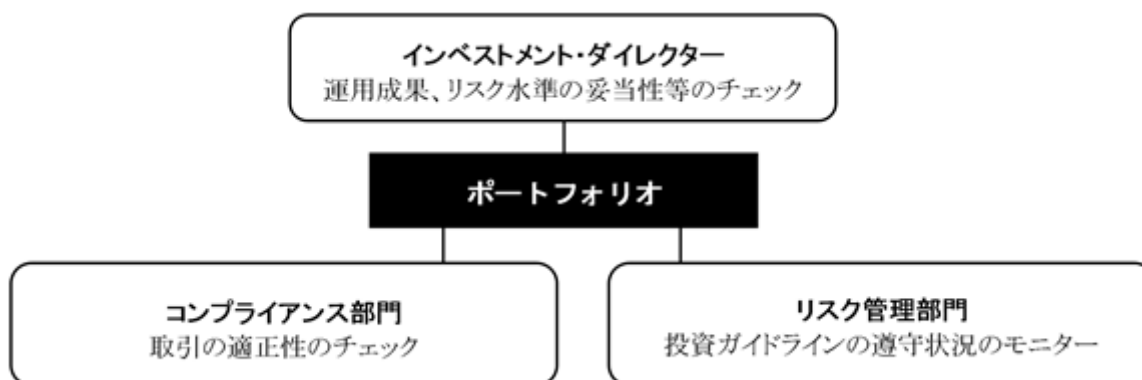 インベストメント・ダイレクター
運用成果、リスク水準の妥当性等のチェック
ポートフォリオ
コンプライアンス部門
取引の適正性のチェック
リスク管理部門
投資ガイドラインの遵守状況のモニター